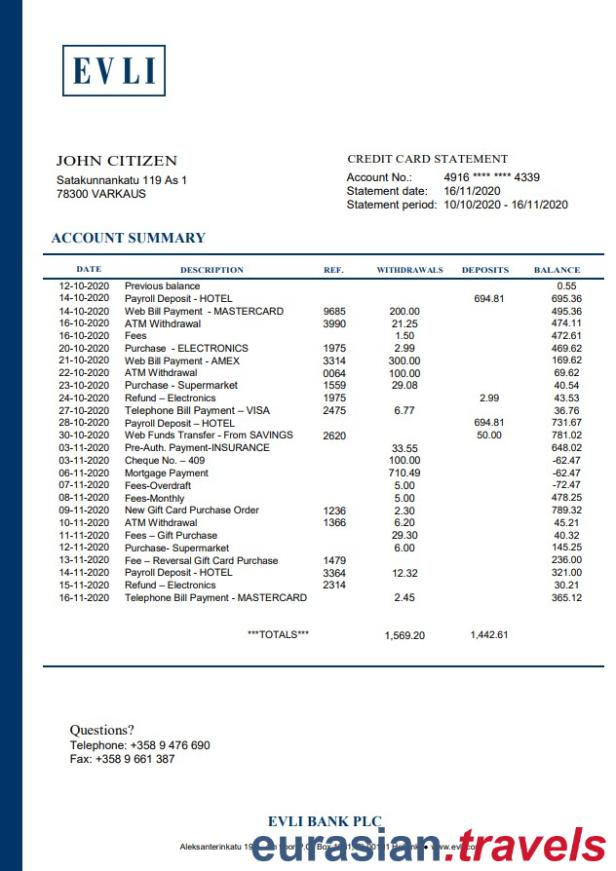 EVLI
JOHN CITIZEN
Satakunnankatu 119 As 1
78300 VARKAUS
CREDIT CARD STATEMENT
Account No.: 4916 **** **** 4339
Statement date: 16/11/2020
Statement period: 10/10/2020 - 16/11/2020
ACCOUNT SUMMARY
DATE DESCRIPTION REF. WITHDRAWALS DEPOSITS BALANCE
12-10-2020 Previous balance 0.55
14-10-2020 Payroll Deposit - HOTEL 694.81 695.36
14-10-2020 Web Bill Payment - MASTERCARD 9685 200.00 495.36
16-10-2020 ATM Withdrawal 3990 21.25 474.11
16-10-2020 Fees 1.50 472.61
20-10-2020 Purchase - ELECTRONICS 1975 2.99 469.62
21-10-2020 Web Bill Payment - AMEX 3314 300.00 169.62
22-10-2020 ATM Withdrawal 0064 100.00 69.62
23-10-2020 Purchase - Supermarket 1559 29.08 40.54
24-10-2020 Refund – Electronics 1975 2.99 43.53
27-10-2020 Telephone Bill Payment – VISA 2475 6.77 36.76
28-10-2020 Payroll Deposit – HOTEL 694.81 731.67
30-10-2020 Web Funds Transfer - From SAVINGS 2620 50.00 781.02
03-11-2020 Pre-Auth. Payment-INSURANCE 33.55 648.02
03-11-2020 Cheque No. – 409 100.00 -62.47
06-11-2020 Mortgage Payment 710.49 -62.47
07-11-2020 Fees-Overdraft 5.00 -72.47
08-11-2020 Fees-Monthly 5.00 478.25
09-11-2020 New Gift Card Purchase Order 1236 2.30 789.32
10-11-2020 ATM Withdrawal 1366 6.20 45.21
11-11-2020 Fees – Gift Purchase 29.30 40.32
12-11-2020 Purchase- Supermarket 6.00 145.25
13-11-2020 Fee – Reversal Gift Card Purchase 1479 236.00
14-11-2020 Payroll Deposit - HOTEL 3364 12.32 321.00
15-11-2020 Refund – Electronics 2314 30.21
16-11-2020 Telephone Bill Payment - MASTERCARD 2.45 365.12
***TOTALS*** 1,569.20 1,442.61
Questions?
Telephone: +358 9 476 690
Fax: +358 9 661 387
EVLI BANK PLC
Aleksanterinkatu
eurasian.travels